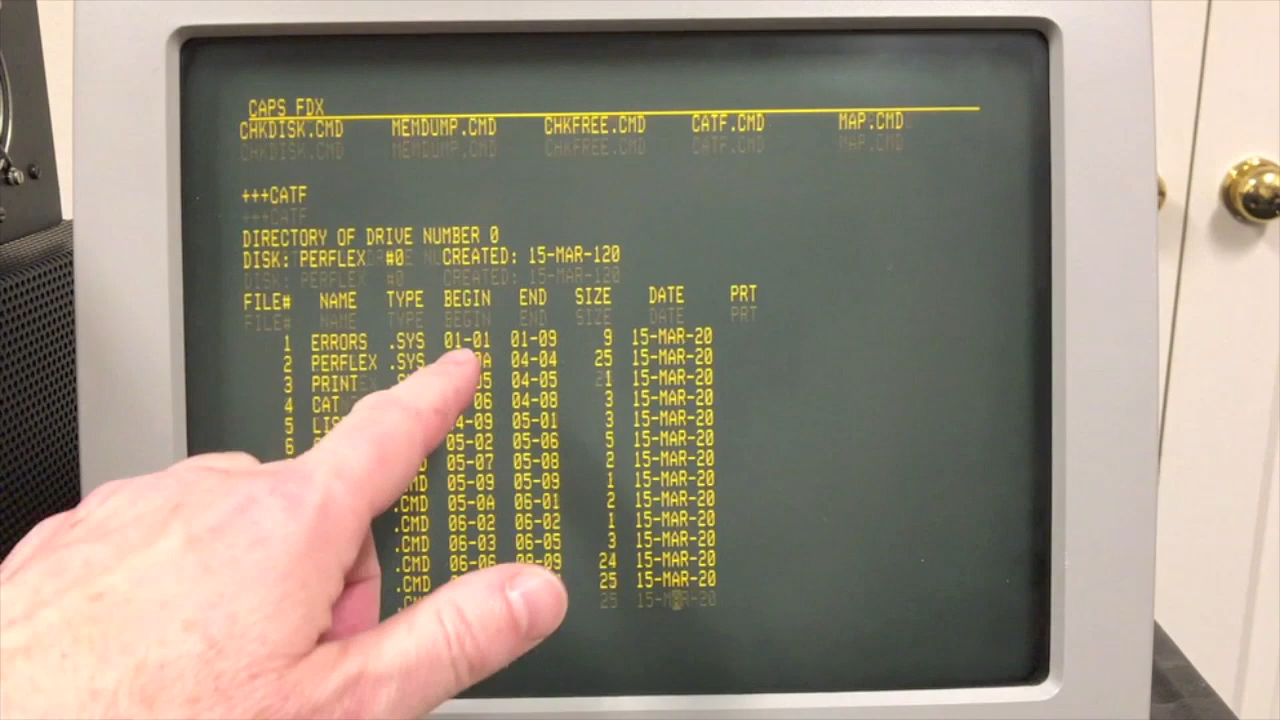 CAPS FDX
CHKDISK.CMD MEMDUMP.CMD CHKFREE.CMD CATF.CMD MAP.CMD
+++CATF
DIRECTORY OF DRIVE NUMBER 0
DISK: PERFLEX #0 CREATED: 15-MAR-120
FILE# NAME TYPE BEGIN END SIZE DATE PRT
1 ERRORS .SYS 01-01 01-09 9 15-MAR-20
2 PERFLEX .SYS 04-04 25 15-MAR-20
3 PRINT 04-05 1 15-MAR-20
4 CAT 04-08 3 15-MAR-20
5 05-01 3 15-MAR-20
6 05-02 05-06 5 15-MAR-20
05-07 05-08 2 15-MAR-20
05-09 05-09 1 15-MAR-20
.CMD 05-0A 06-01 2 15-MAR-20
.CMD 06-02 06-02 1 15-MAR-20
.CMD 06-03 06-05 3 15-MAR-20
.CMD 06-06 24 15-MAR-20
.CMD 25 15-MAR-20